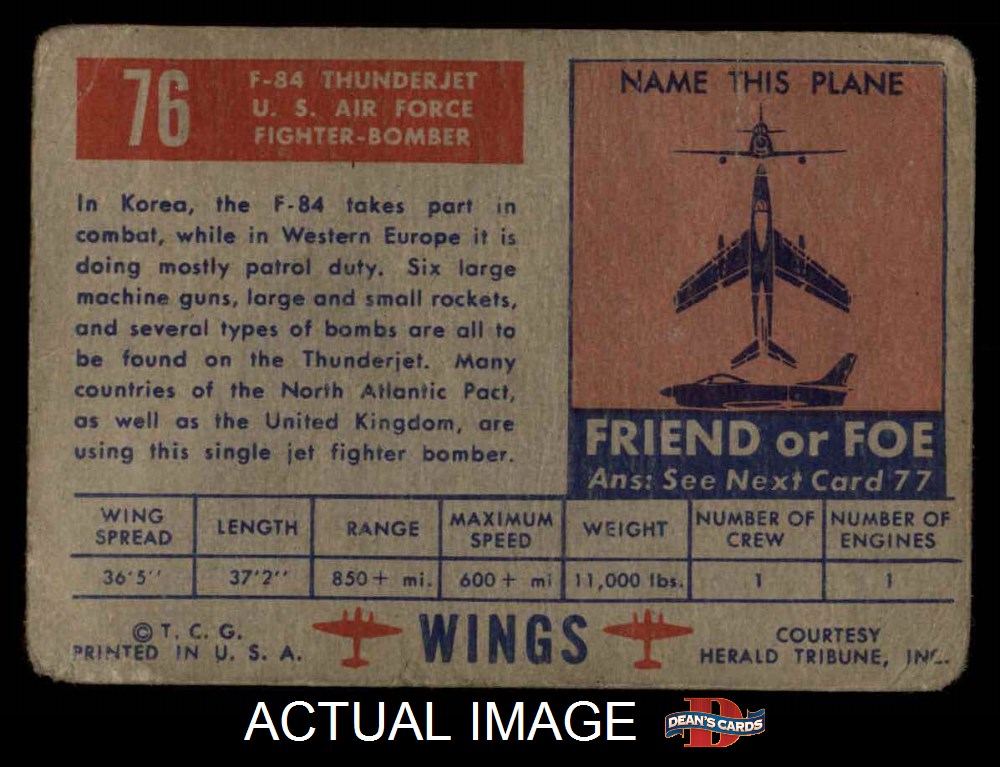 76
F-84 THUNDERJET
U. S. AIR FORCE
FIGHTER-BOMBER
In Korea, the F-84 takes part in
combat, while in Western Europe it is
doing mostly patrol duty. Six large
machine guns, large and small rockets,
and several types of bombs are all to
be found on the Thunderjet. Many
countries of the North Atlantic Pact,
as well as the United Kingdom, are
using this single jet fighter bomber.
NAME THIS PLANE
FRIEND or FOE
Ans: See Next Card 77
WING SPREAD
LENGTH
RANGE
MAXIMUM SPEED
WEIGHT
NUMBER OF CREW
NUMBER OF ENGINES
36'5''
37'2''
850+ mi.
600+ mi
11,000 lbs.
1
1
© T. C. G.
PRINTED IN U. S. A.
WINGS
COURTESY
HERALD TRIBUNE, INC.
ACTUAL IMAGE
D
DEAN'S CARDS